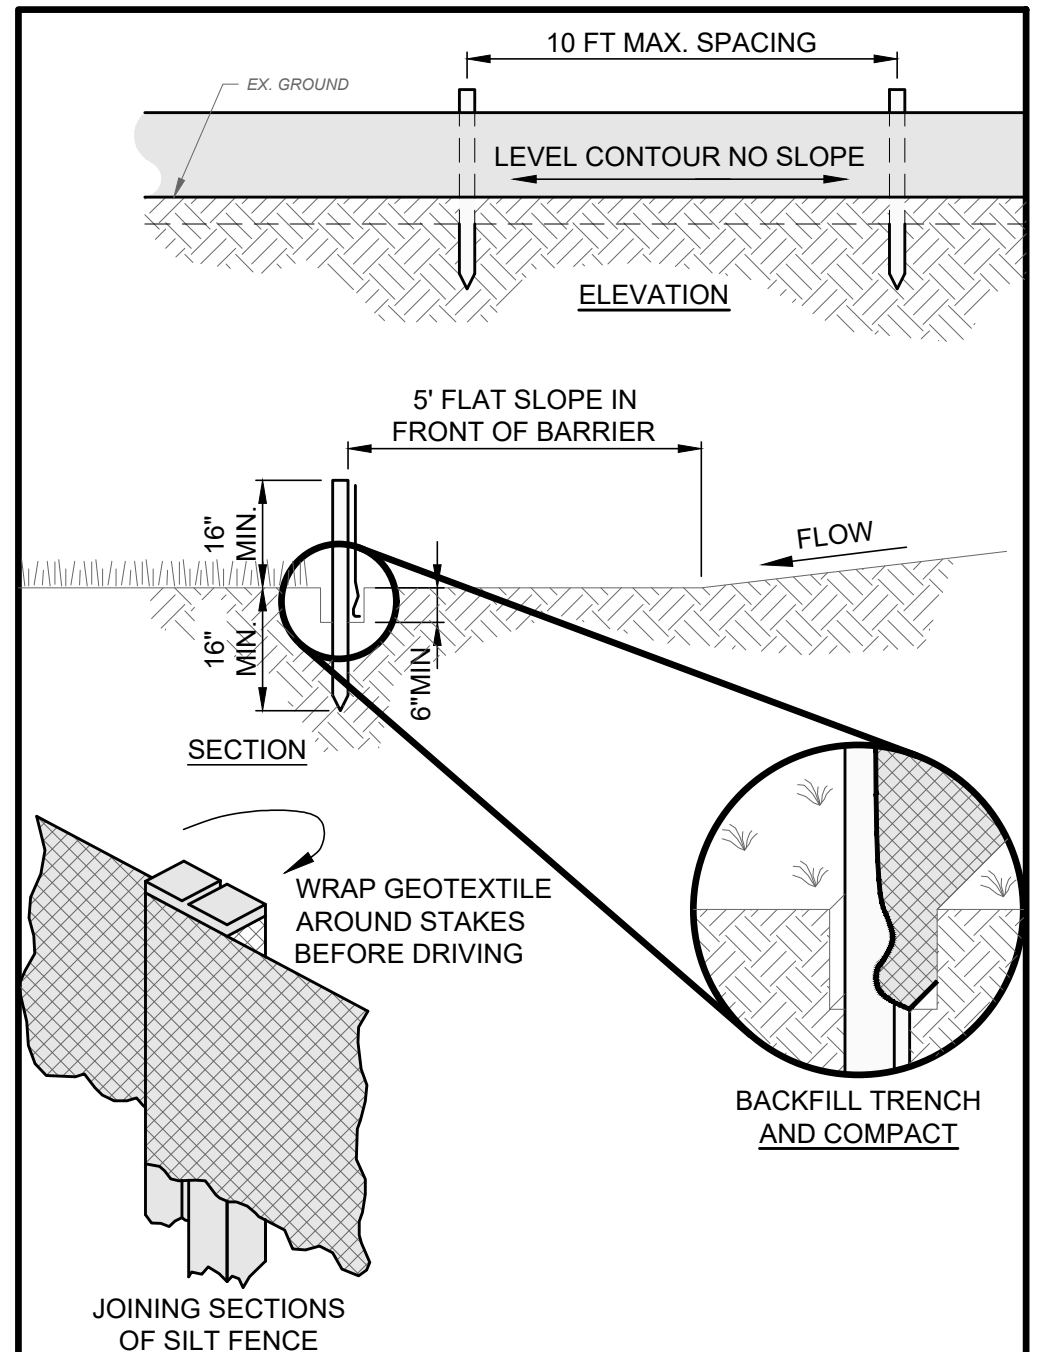 10 FT MAX. SPACING
EX. GROUND
LEVEL CONTOUR NO SLOPE
ELEVATION
5' FLAT SLOPE IN
FRONT OF BARRIER
16"
MIN.
FLOW
16"
MIN.
6"MIN
SECTION
WRAP GEOTEXTILE
AROUND STAKES
BEFORE DRIVING
BACKFILL TRENCH
AND COMPACT
JOINING SECTIONS
OF SILT FENCE